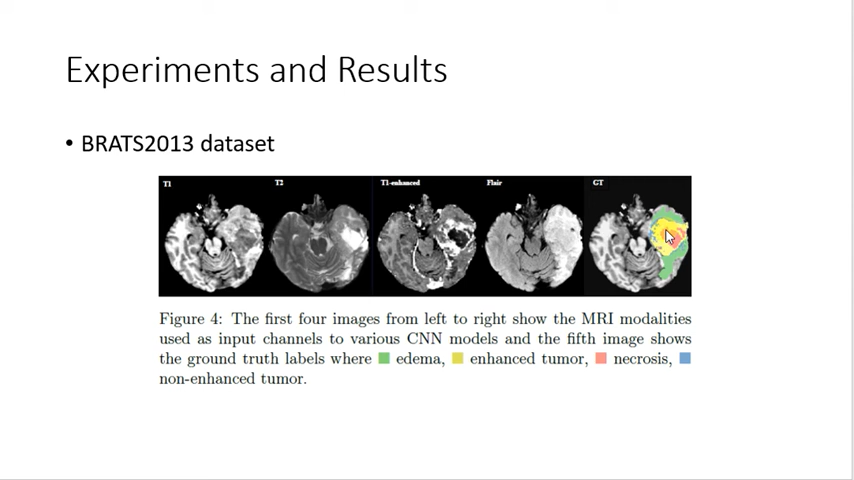 Experiments and Results
• BRATS2013 dataset
T1 T2 T1-enhanced Flair GT
Figure 4: The first four images from left to right show the MRI modalities
used as input channels to various CNN models and the fifth image shows
the ground truth labels where edema, enhanced tumor, necrosis,
non-enhanced tumor.